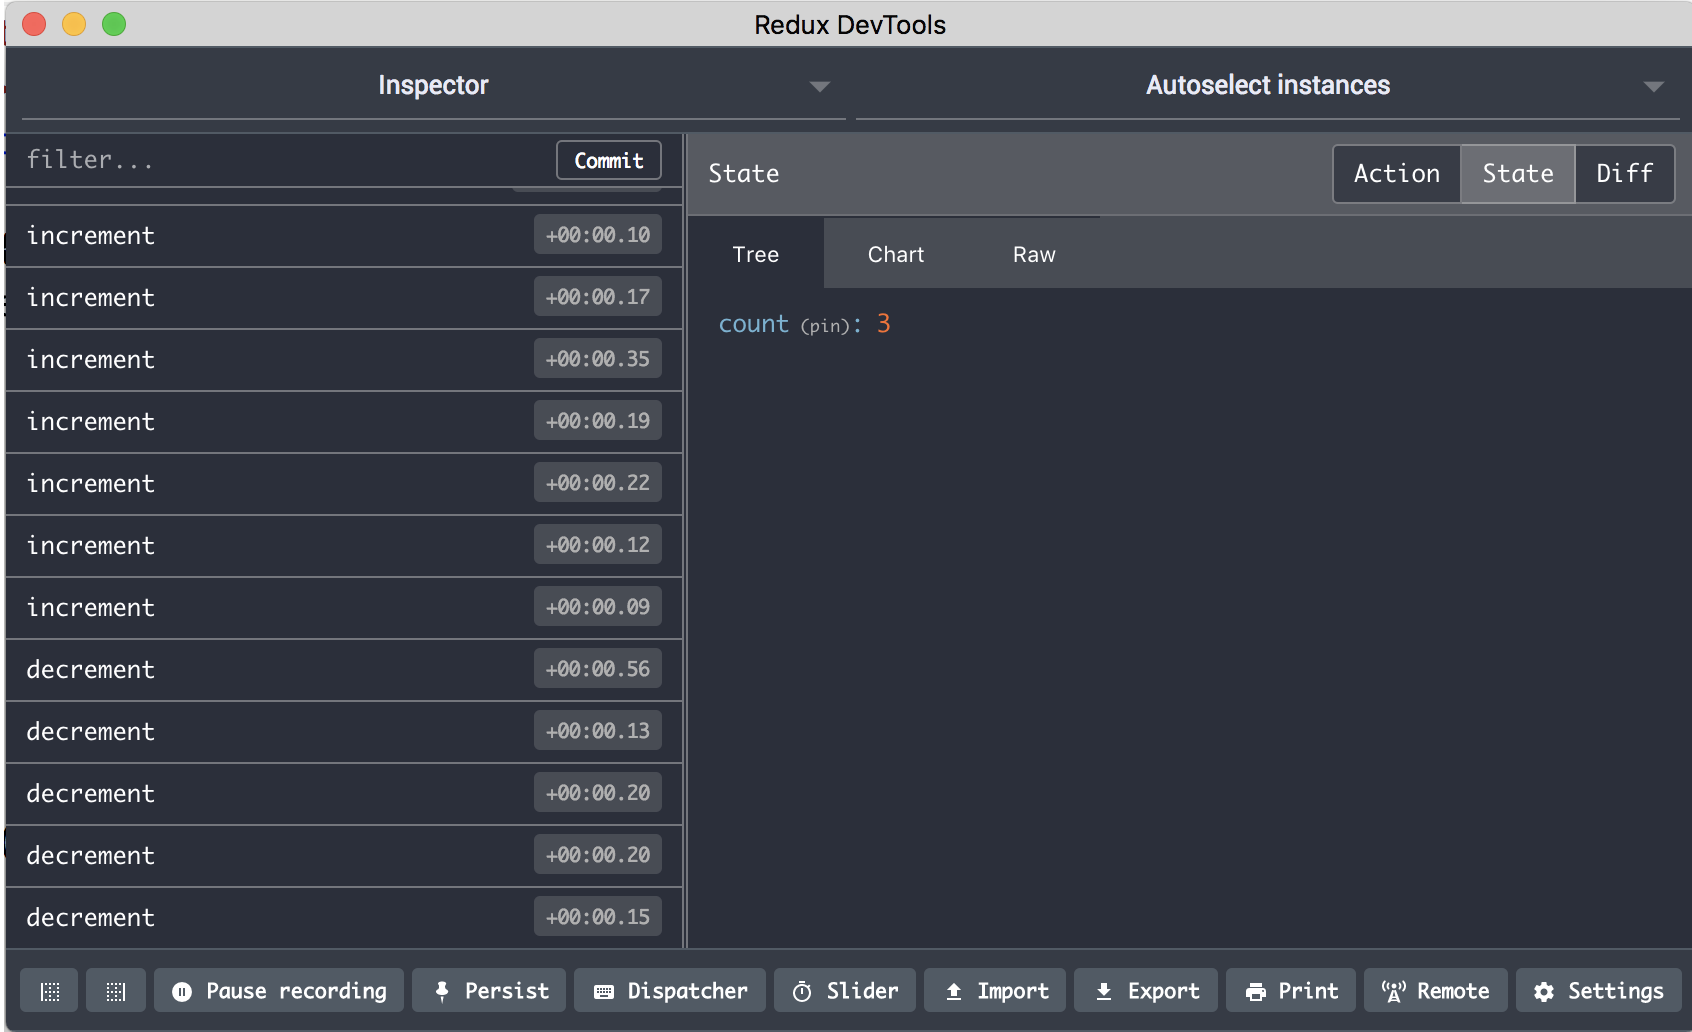 Redux DevTools
Inspector
Autoselect instances
filter...
Commit
increment +00:00.10
increment +00:00.17
increment +00:00.35
increment +00:00.19
increment +00:00.22
increment +00:00.12
increment +00:00.09
decrement +00:00.56
decrement +00:00.13
decrement +00:00.20
decrement +00:00.20
decrement +00:00.15
State
Action State Diff
Tree Chart Raw
count (pin): 3
Pause recording Persist Dispatcher Slider Import Export Print Remote Settings